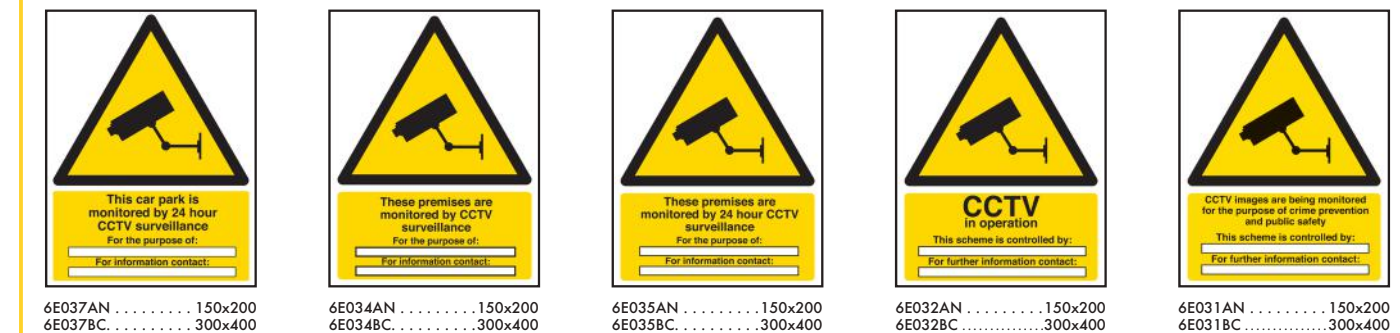 This car park is
monitored by 24 hour
CCTV surveillance
For the purpose of:
For information contact:
6E037AN . . . . . . . . . 150x200
6E037BC. . . . . . . . . . 300x400
These premises are
monitored by CCTV
surveillance
For the purpose of:
For information contact:
6E034AN . . . . . . . . .150x200
6E034BC. . . . . . . . .300x400
These premises are
monitored by 24 hour CCTV
surveillance
For the purpose of:
For information contact:
6E035AN . . . . . . . . .150x200
6E035BC. . . . . . . . .300x400
CCTV
in operation
This scheme is controlled by:
For further information contact:
6E032AN . . . . . . . . .150x200
6E032BC ...............300x400
CCTV images are being monitored
for the purpose of crime prevention
and public safety
This scheme is controlled by:
For further information contact:
6E031AN . . . . . . . . . 150x200
6E031BC ...............300x400